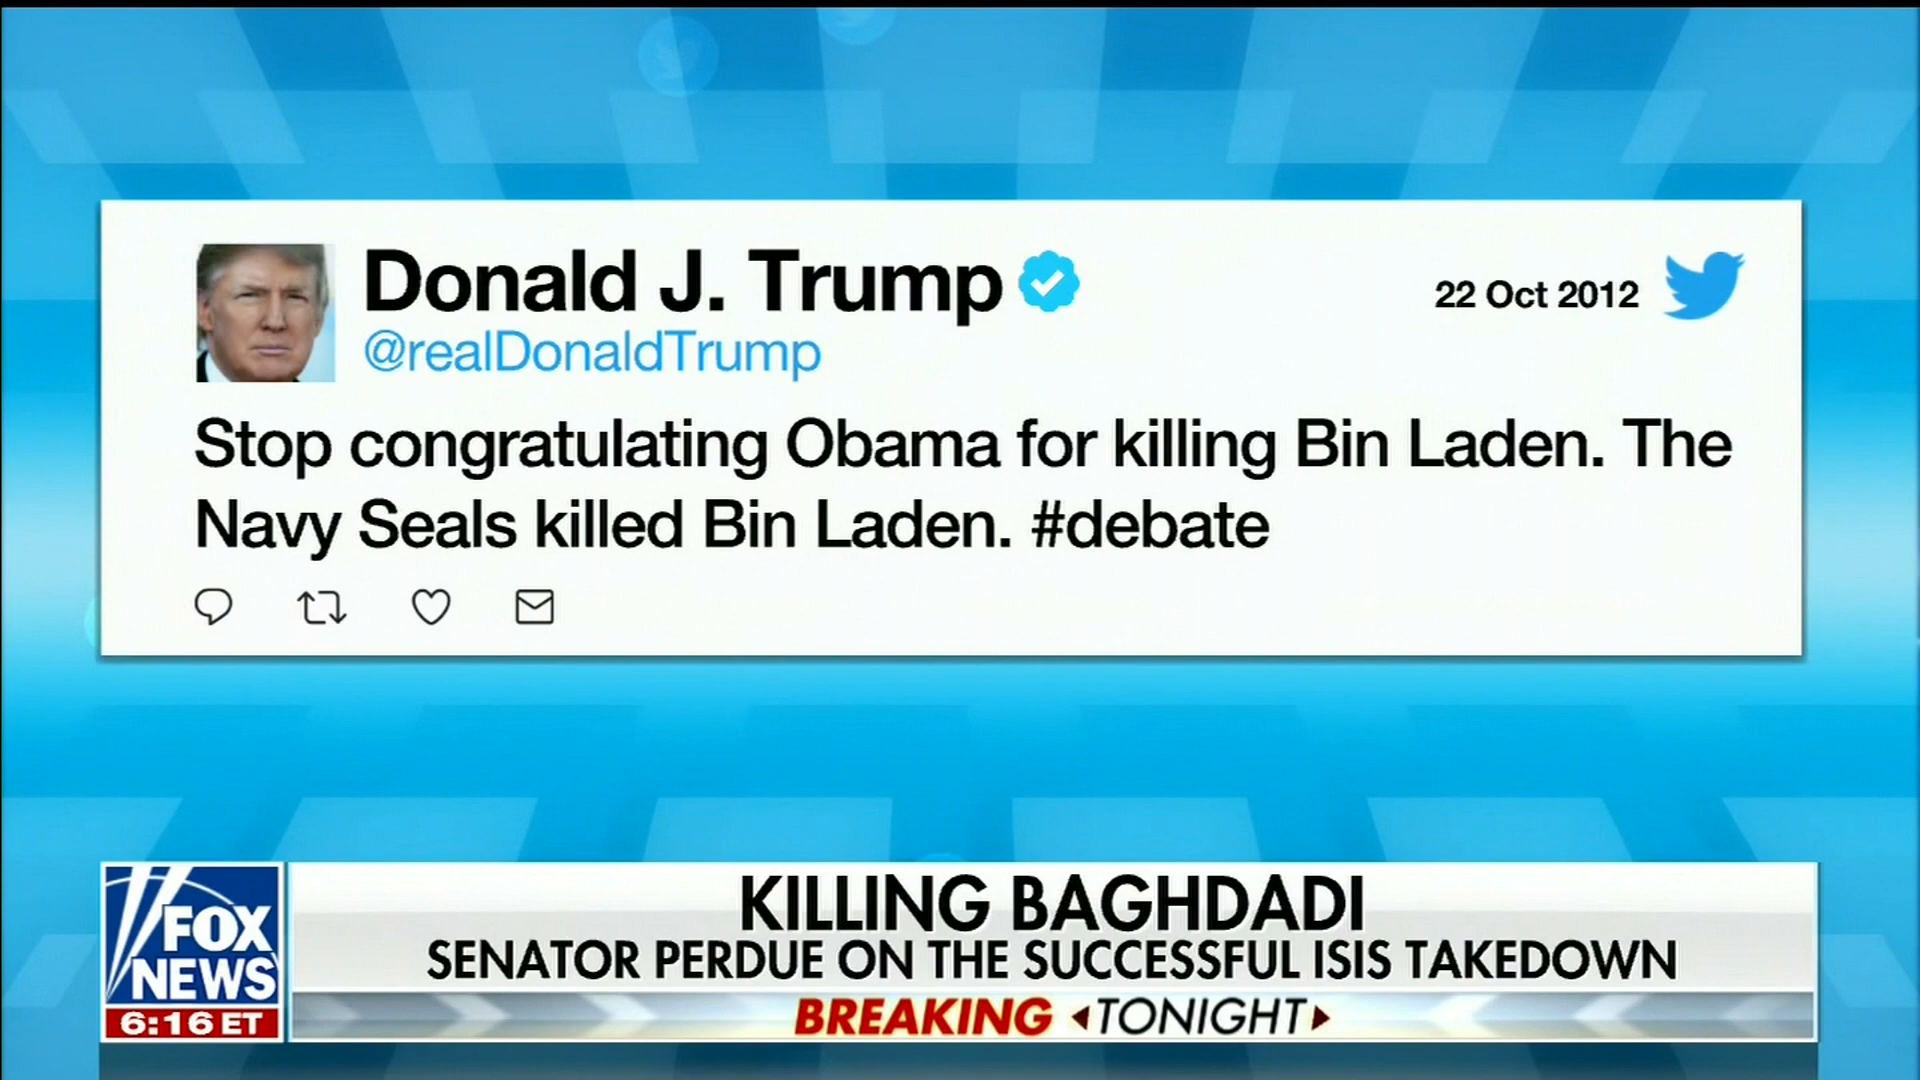 Donald J. Trump
@realDonaldTrump
22 Oct 2012
Stop congratulating Obama for killing Bin Laden. The
Navy Seals killed Bin Laden. #debate
FOX
NEWS
6:16 ET
KILLING BAGHDADI
SENATOR PERDUE ON THE SUCCESSFUL ISIS TAKEDOWN
BREAKING TONIGHT